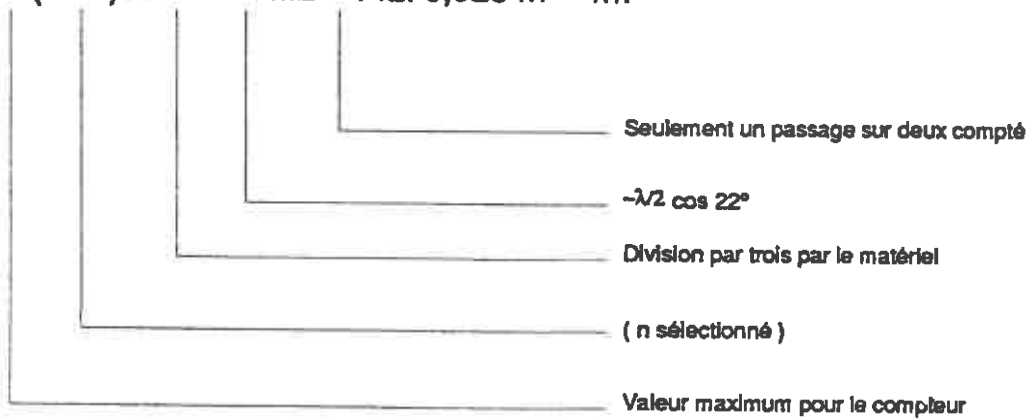 Seulement un passage sur deux compté
–λ/2 cos 22°
Division par trois par le matériel
( n sélectionné )
Valeur maximum pour le compteur